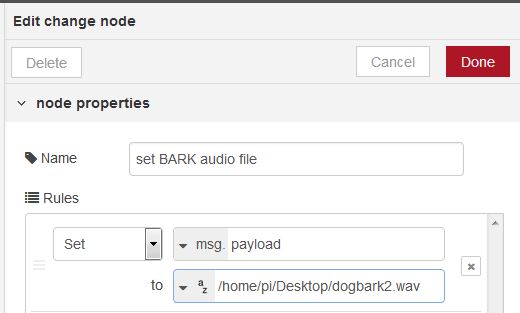 Edit change node
Delete Cancel Done
node properties
Name set BARK audio file
Rules
Set msg. payload
to az /home/pi/Desktop/dogbark2.wav